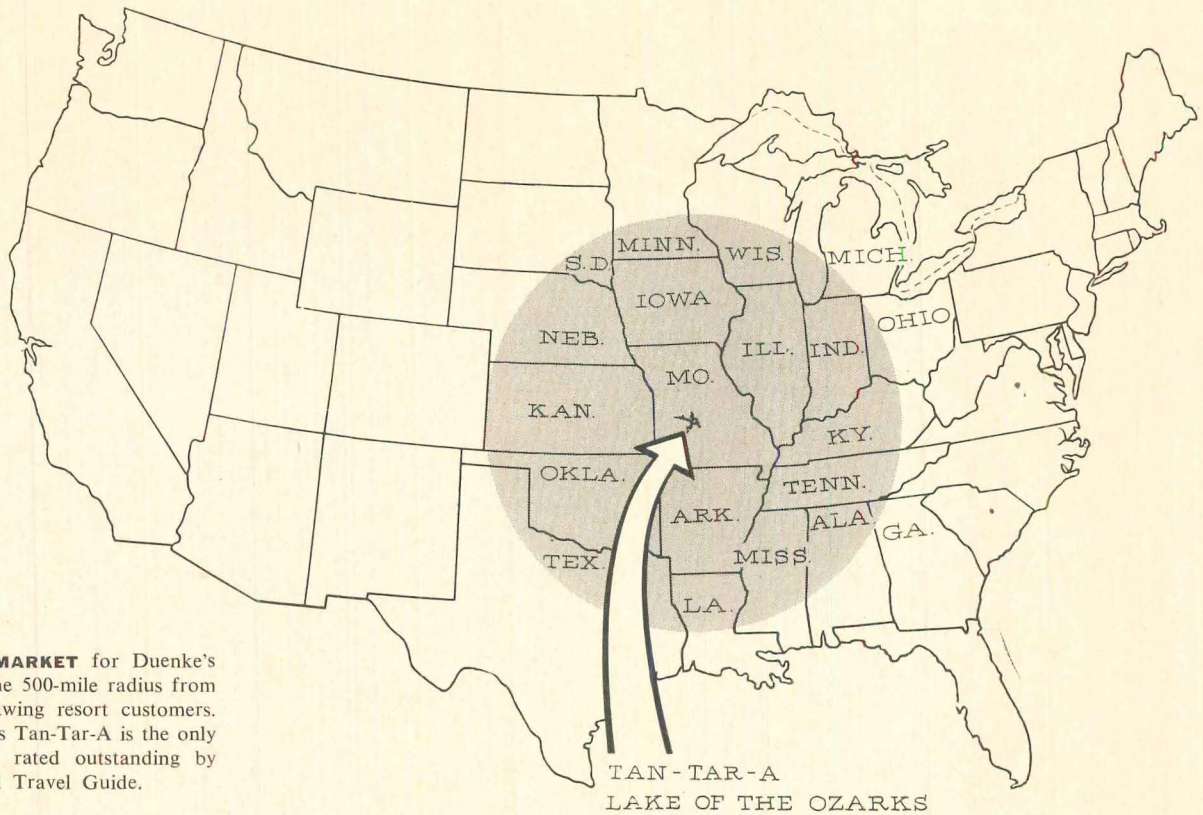 MINN.
WIS.
MICH.
S.D.
IOWA
NEB.
ILL.
IND.
OHIO
MO.
KAN.
KY.
OKLA.
TENN.
ARK.
ALA
GA.
TEX.
MISS.
LA.
MARKET for Duenke's
ne 500-mile radius from
wing resort customers.
s Tan-Tar-A is the only
rated outstanding by
Travel Guide.
TAN-TAR-A
LAKE OF THE OZARKS